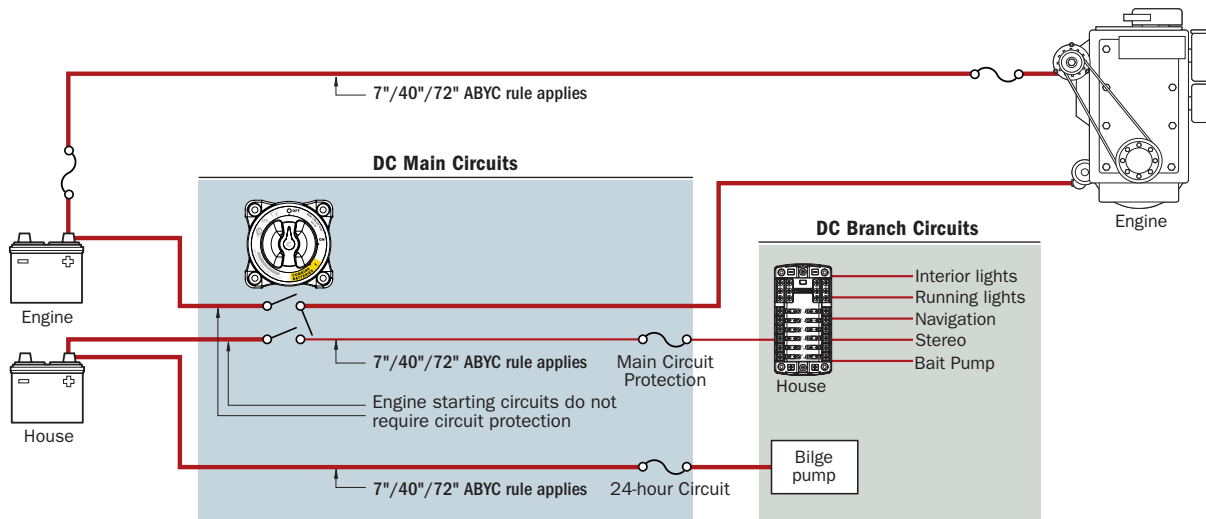 7"/40"/72" ABYC rule applies
DC Main Circuits
OFF
ON
Engine
DC Branch Circuits
Engine
Interior lights
Running lights
Navigation
Stereo
Bait Pump
House
7"/40"/72" ABYC rule applies
Main Circuit
Protection
Engine starting circuits do not
require circuit protection
House
Bilge
pump
7"/40"/72" ABYC rule applies
24-hour Circuit